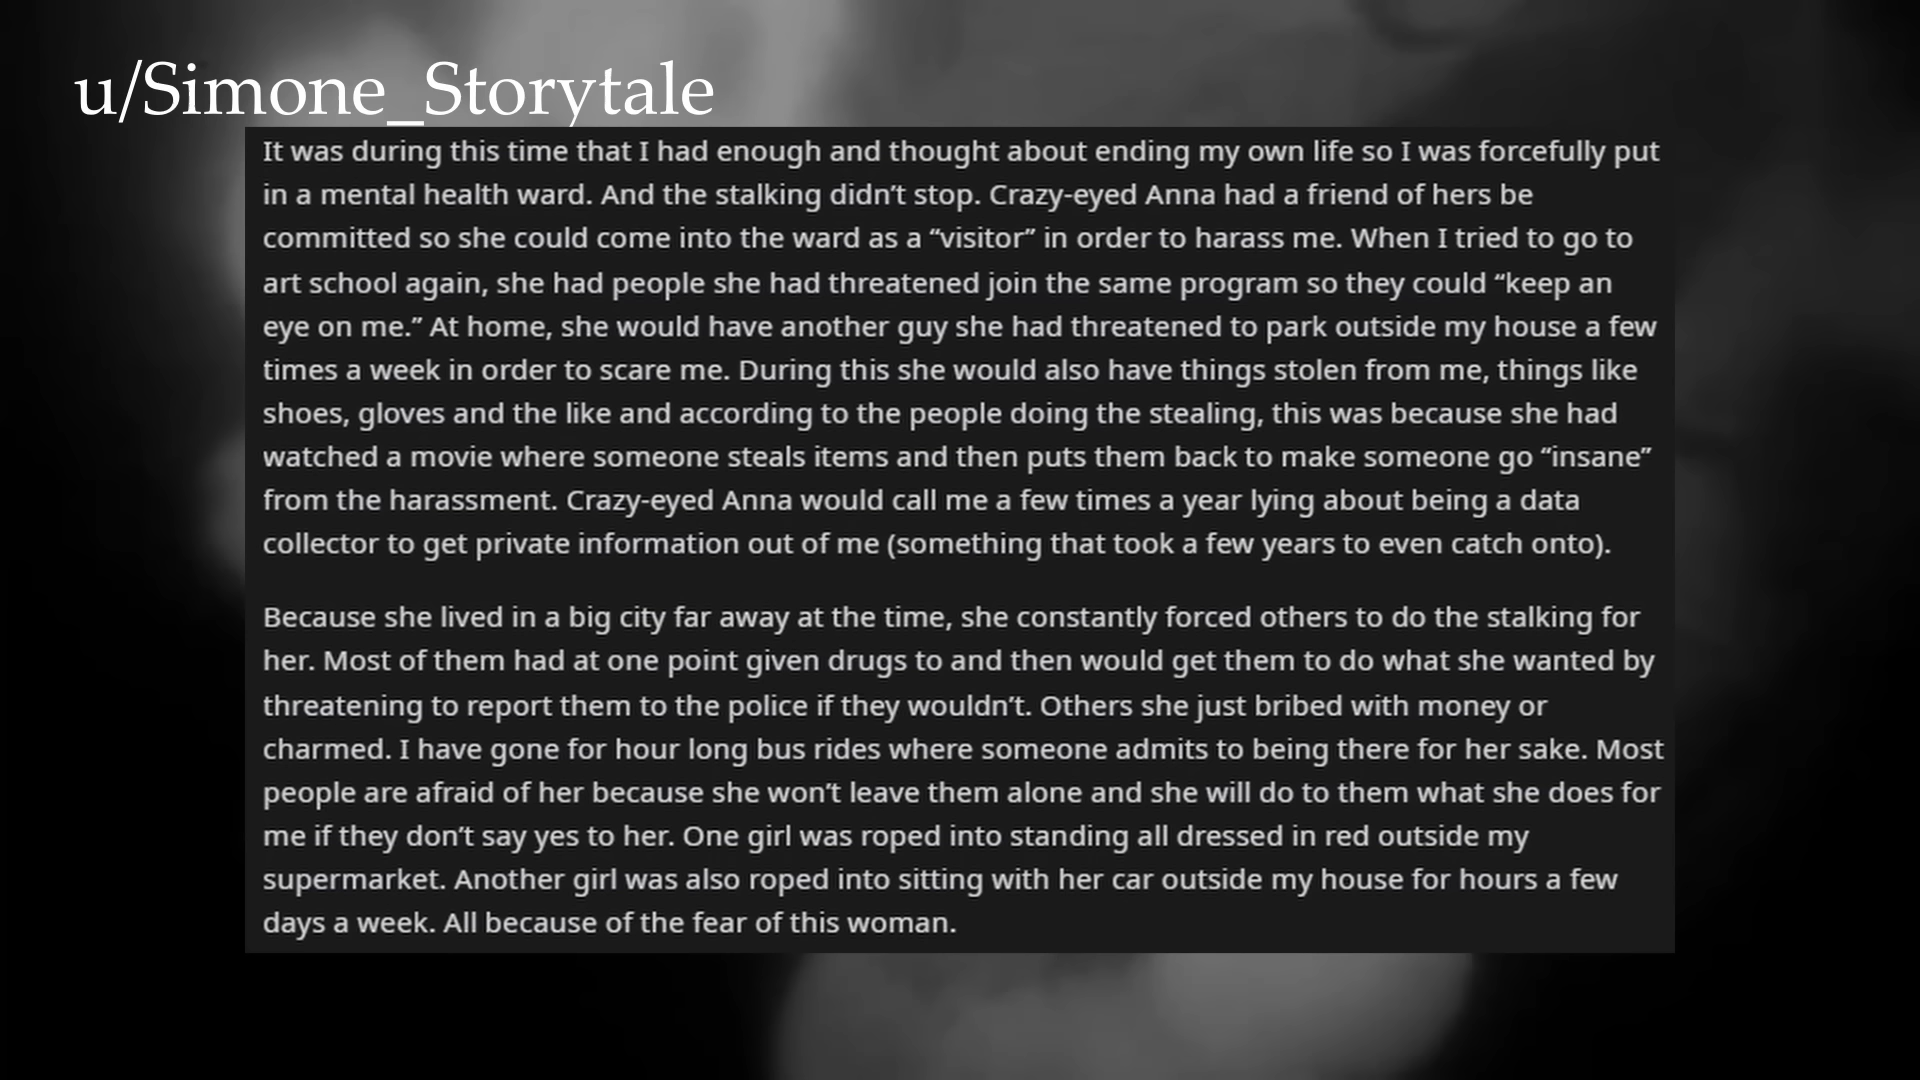 u/Simone_Storytale
It was during this time that I had enough and thought about ending my own life so I was forcefully put
in a mental health ward. And the stalking didn’t stop. Crazy-eyed Anna had a friend of hers be
committed so she could come into the ward as a “visitor” in order to harass me. When I tried to go to
art school again, she had people she had threatened join the same program so they could “keep an
eye on me.” At home, she would have another guy she had threatened to park outside my house a few
times a week in order to scare me. During this she would also have things stolen from me, things like
shoes, gloves and the like and according to the people doing the stealing, this was because she had
watched a movie where someone steals items and then puts them back to make someone go “insane”
from the harassment. Crazy-eyed Anna would call me a few times a year lying about being a data
collector to get private information out of me (something that took a few years to even catch onto).
Because she lived in a big city far away at the time, she constantly forced others to do the stalking for
her. Most of them had at one point given drugs to and then would get them to do what she wanted by
threatening to report them to the police if they wouldn’t. Others she just bribed with money or
charmed. I have gone for hour long bus rides where someone admits to being there for her sake. Most
people are afraid of her because she won’t leave them alone and she will do to them what she does for
me if they don’t say yes to her. One girl was roped into standing all dressed in red outside my
supermarket. Another girl was also roped into sitting with her car outside my house for hours a few
days a week. All because of the fear of this woman.